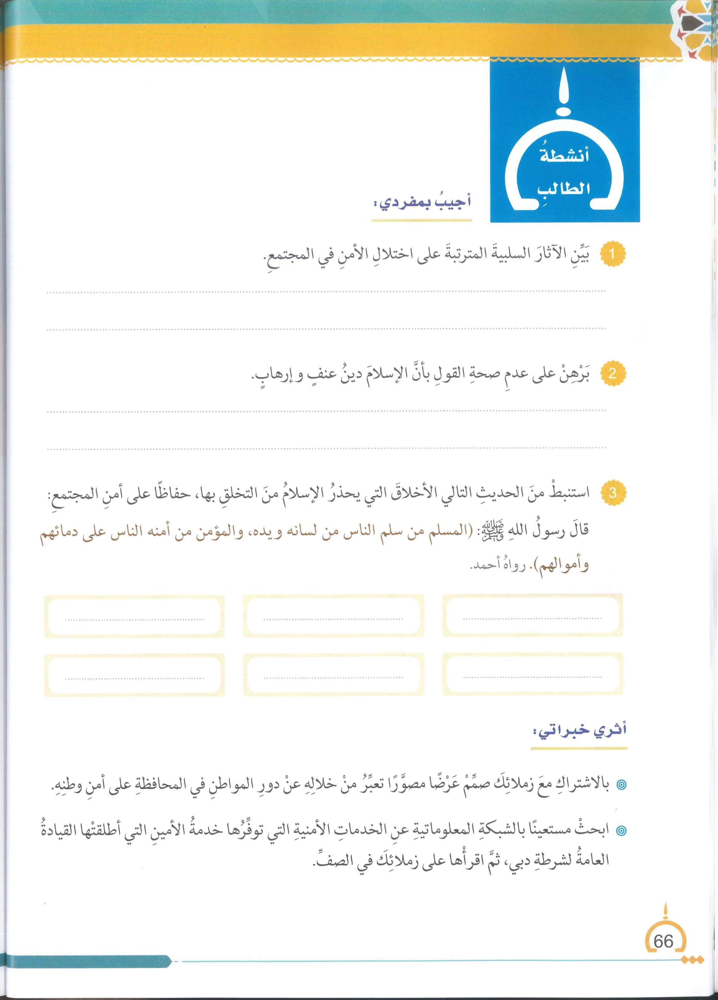 أنشطةُ
الطالبِ
أجيبُ بمفردي:
1 بَيِّنِ الآثارَ السلبيةَ المترتبةَ على اختلالِ الأمنِ في المجتمعِ.
2 بَرْهِنْ على عدمِ صحةِ القولِ بأنَّ الإسلامَ دينُ عنفٍ وإرهابٍ.
3 استنبطْ منَ الحديثِ التالي الأخلاقَ التي يحذرُ الإسلامُ منَ التخلقِ بها، حفاظًا على أمنِ المجتمعِ:
قالَ رسولُ اللهِ ﷺ: (المسلم من سلم الناس من لسانه ويده، والمؤمن من أمنه الناس على دمائهم
وأموالهم). رواهُ أحمد.
أثري خبراتي:
بالاشتراكِ معَ زملائِكَ صمِّمْ عَرْضًا مصوَّرًا تعبِّرُ منْ خلالِهِ عنْ دورِ المواطنِ في المحافظةِ على أمنِ وطنِهِ.
ابحثْ مستعينًا بالشبكةِ المعلوماتيةِ عنِ الخدماتِ الأمنيةِ التي توفِّرُها خدمةُ الأمينِ التي أطلقتْها القيادةُ
العامةُ لشرطةِ دبي، ثمَّ اقرأْها على زملائِكَ في الصفِّ.
66